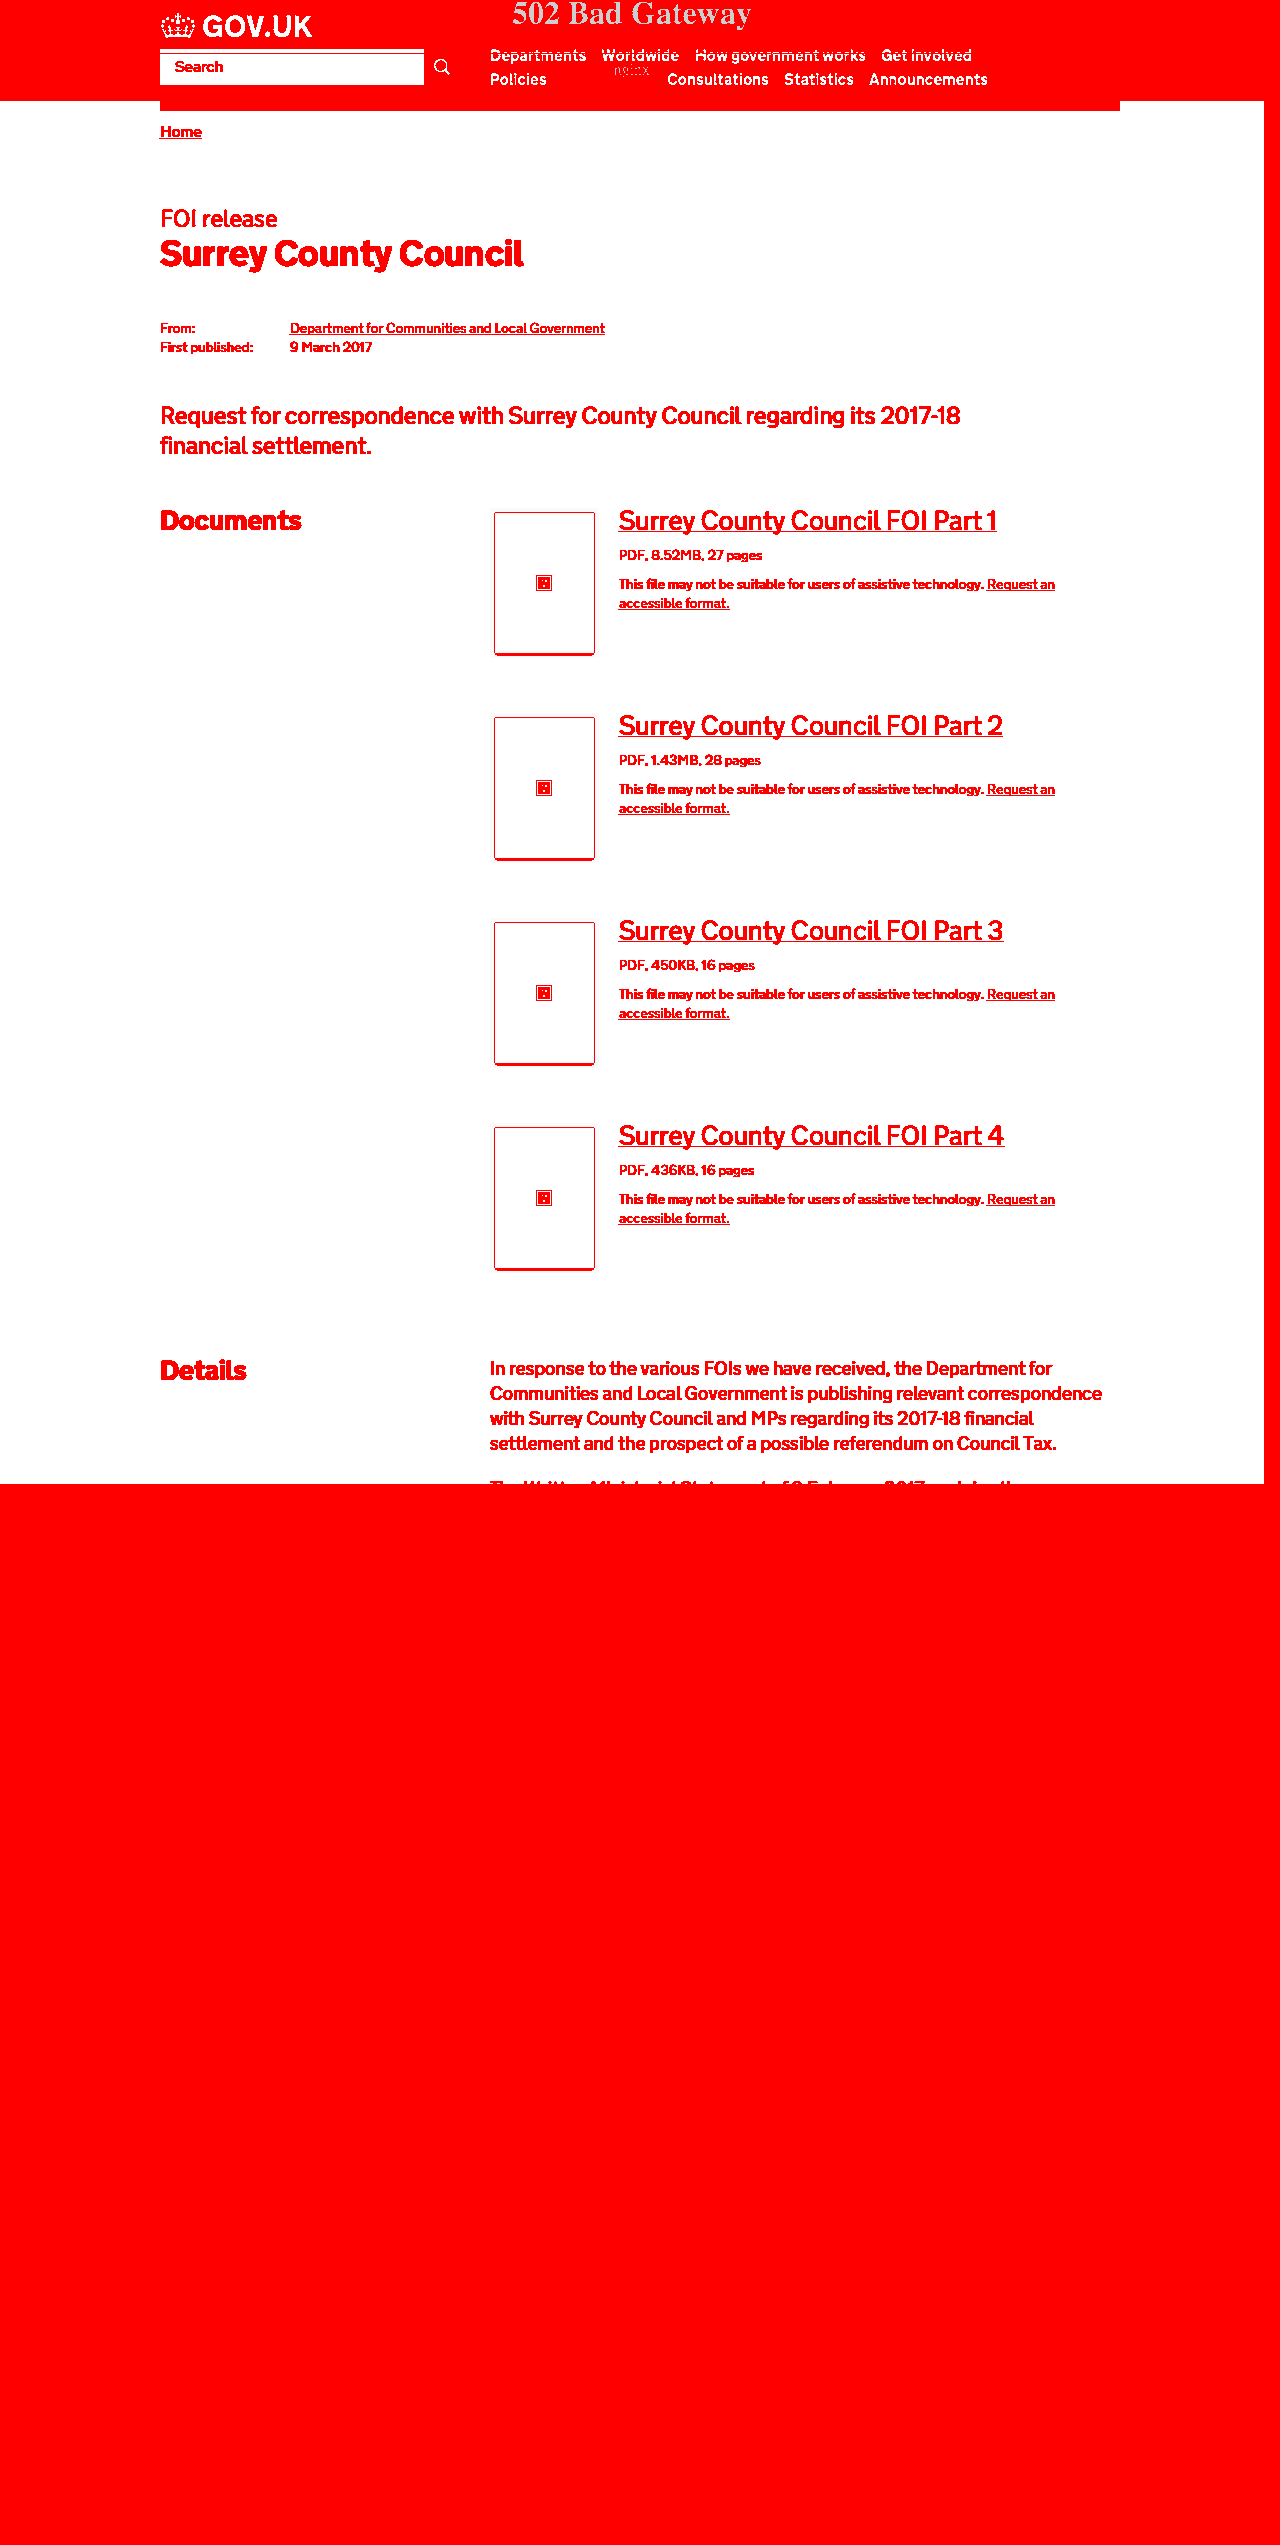 502 Bad Gateway
GOV.UK
Departments Worldwide How government works Get involved
Search
nginx
Policies Consultations Statistics Announcements
Home
FOI release
Surrey County Council
From: Department for Communities and Local Government
First published: 9 March 2017
Request for correspondence with Surrey County Council regarding its 2017-18
financial settlement.
Documents
Surrey County Council FOI Part 1
PDF, 8.52MB, 27 pages
This file may not be suitable for users of assistive technology. Request an
accessible format.
Surrey County Council FOI Part 2
PDF, 1.43MB, 28 pages
This file may not be suitable for users of assistive technology. Request an
accessible format.
Surrey County Council FOI Part 3
PDF, 450KB, 16 pages
This file may not be suitable for users of assistive technology. Request an
accessible format.
Surrey County Council FOI Part 4
PDF, 436KB, 16 pages
This file may not be suitable for users of assistive technology. Request an
accessible format.
Details
In response to the various FOIs we have received, the Department for
Communities and Local Government is publishing relevant correspondence
with Surrey County Council and MPs regarding its 2017-18 financial
settlement and the prospect of a possible referendum on Council Tax.